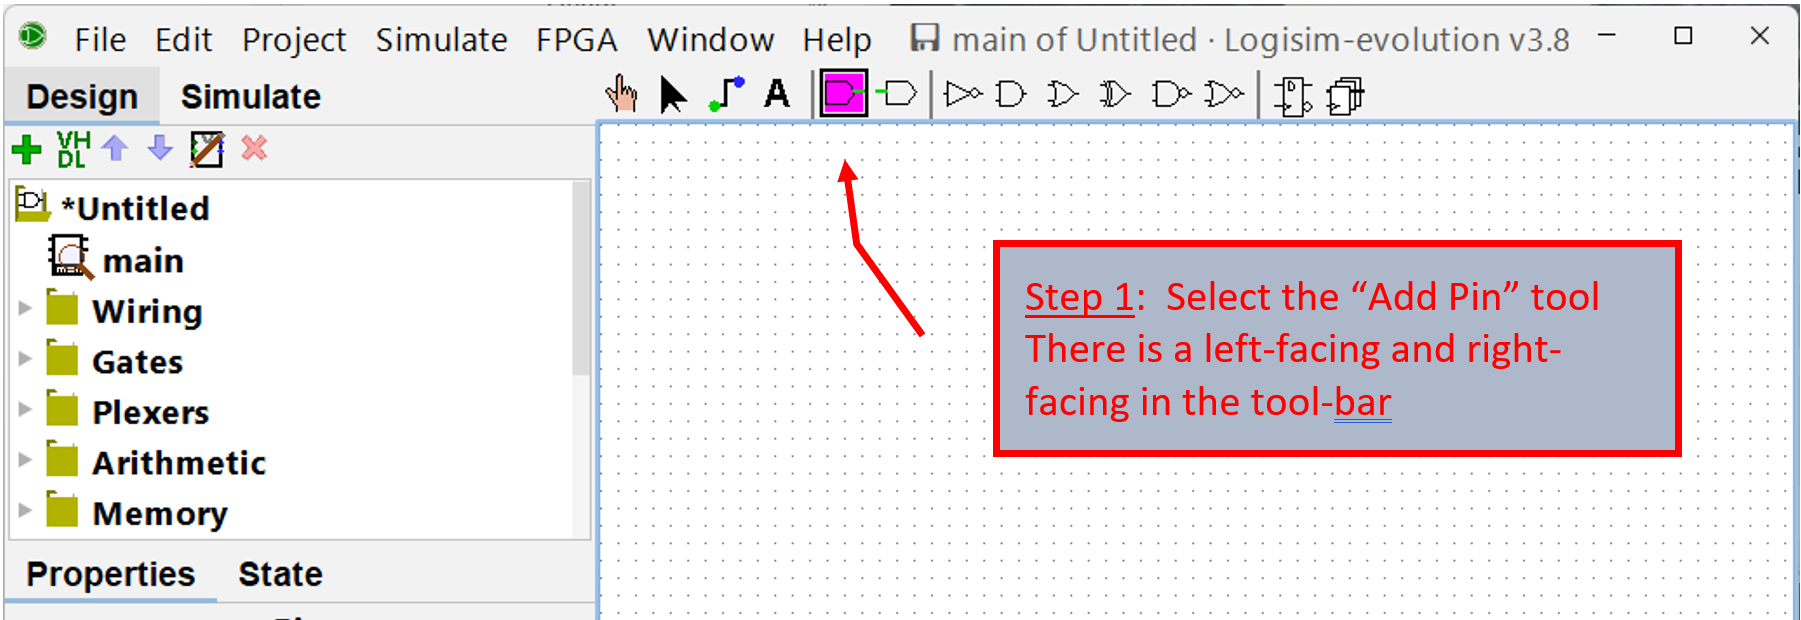 File Edit Project Simulate FPGA Window Help main of Untitled · Logisim-evolution v3.8
Design Simulate
A
VH
DL
*Untitled
main
Wiring
Gates
Plexers
Arithmetic
Memory
Properties State
Step 1:  Select the “Add Pin” tool
There is a left-facing and right-
facing in the tool-bar